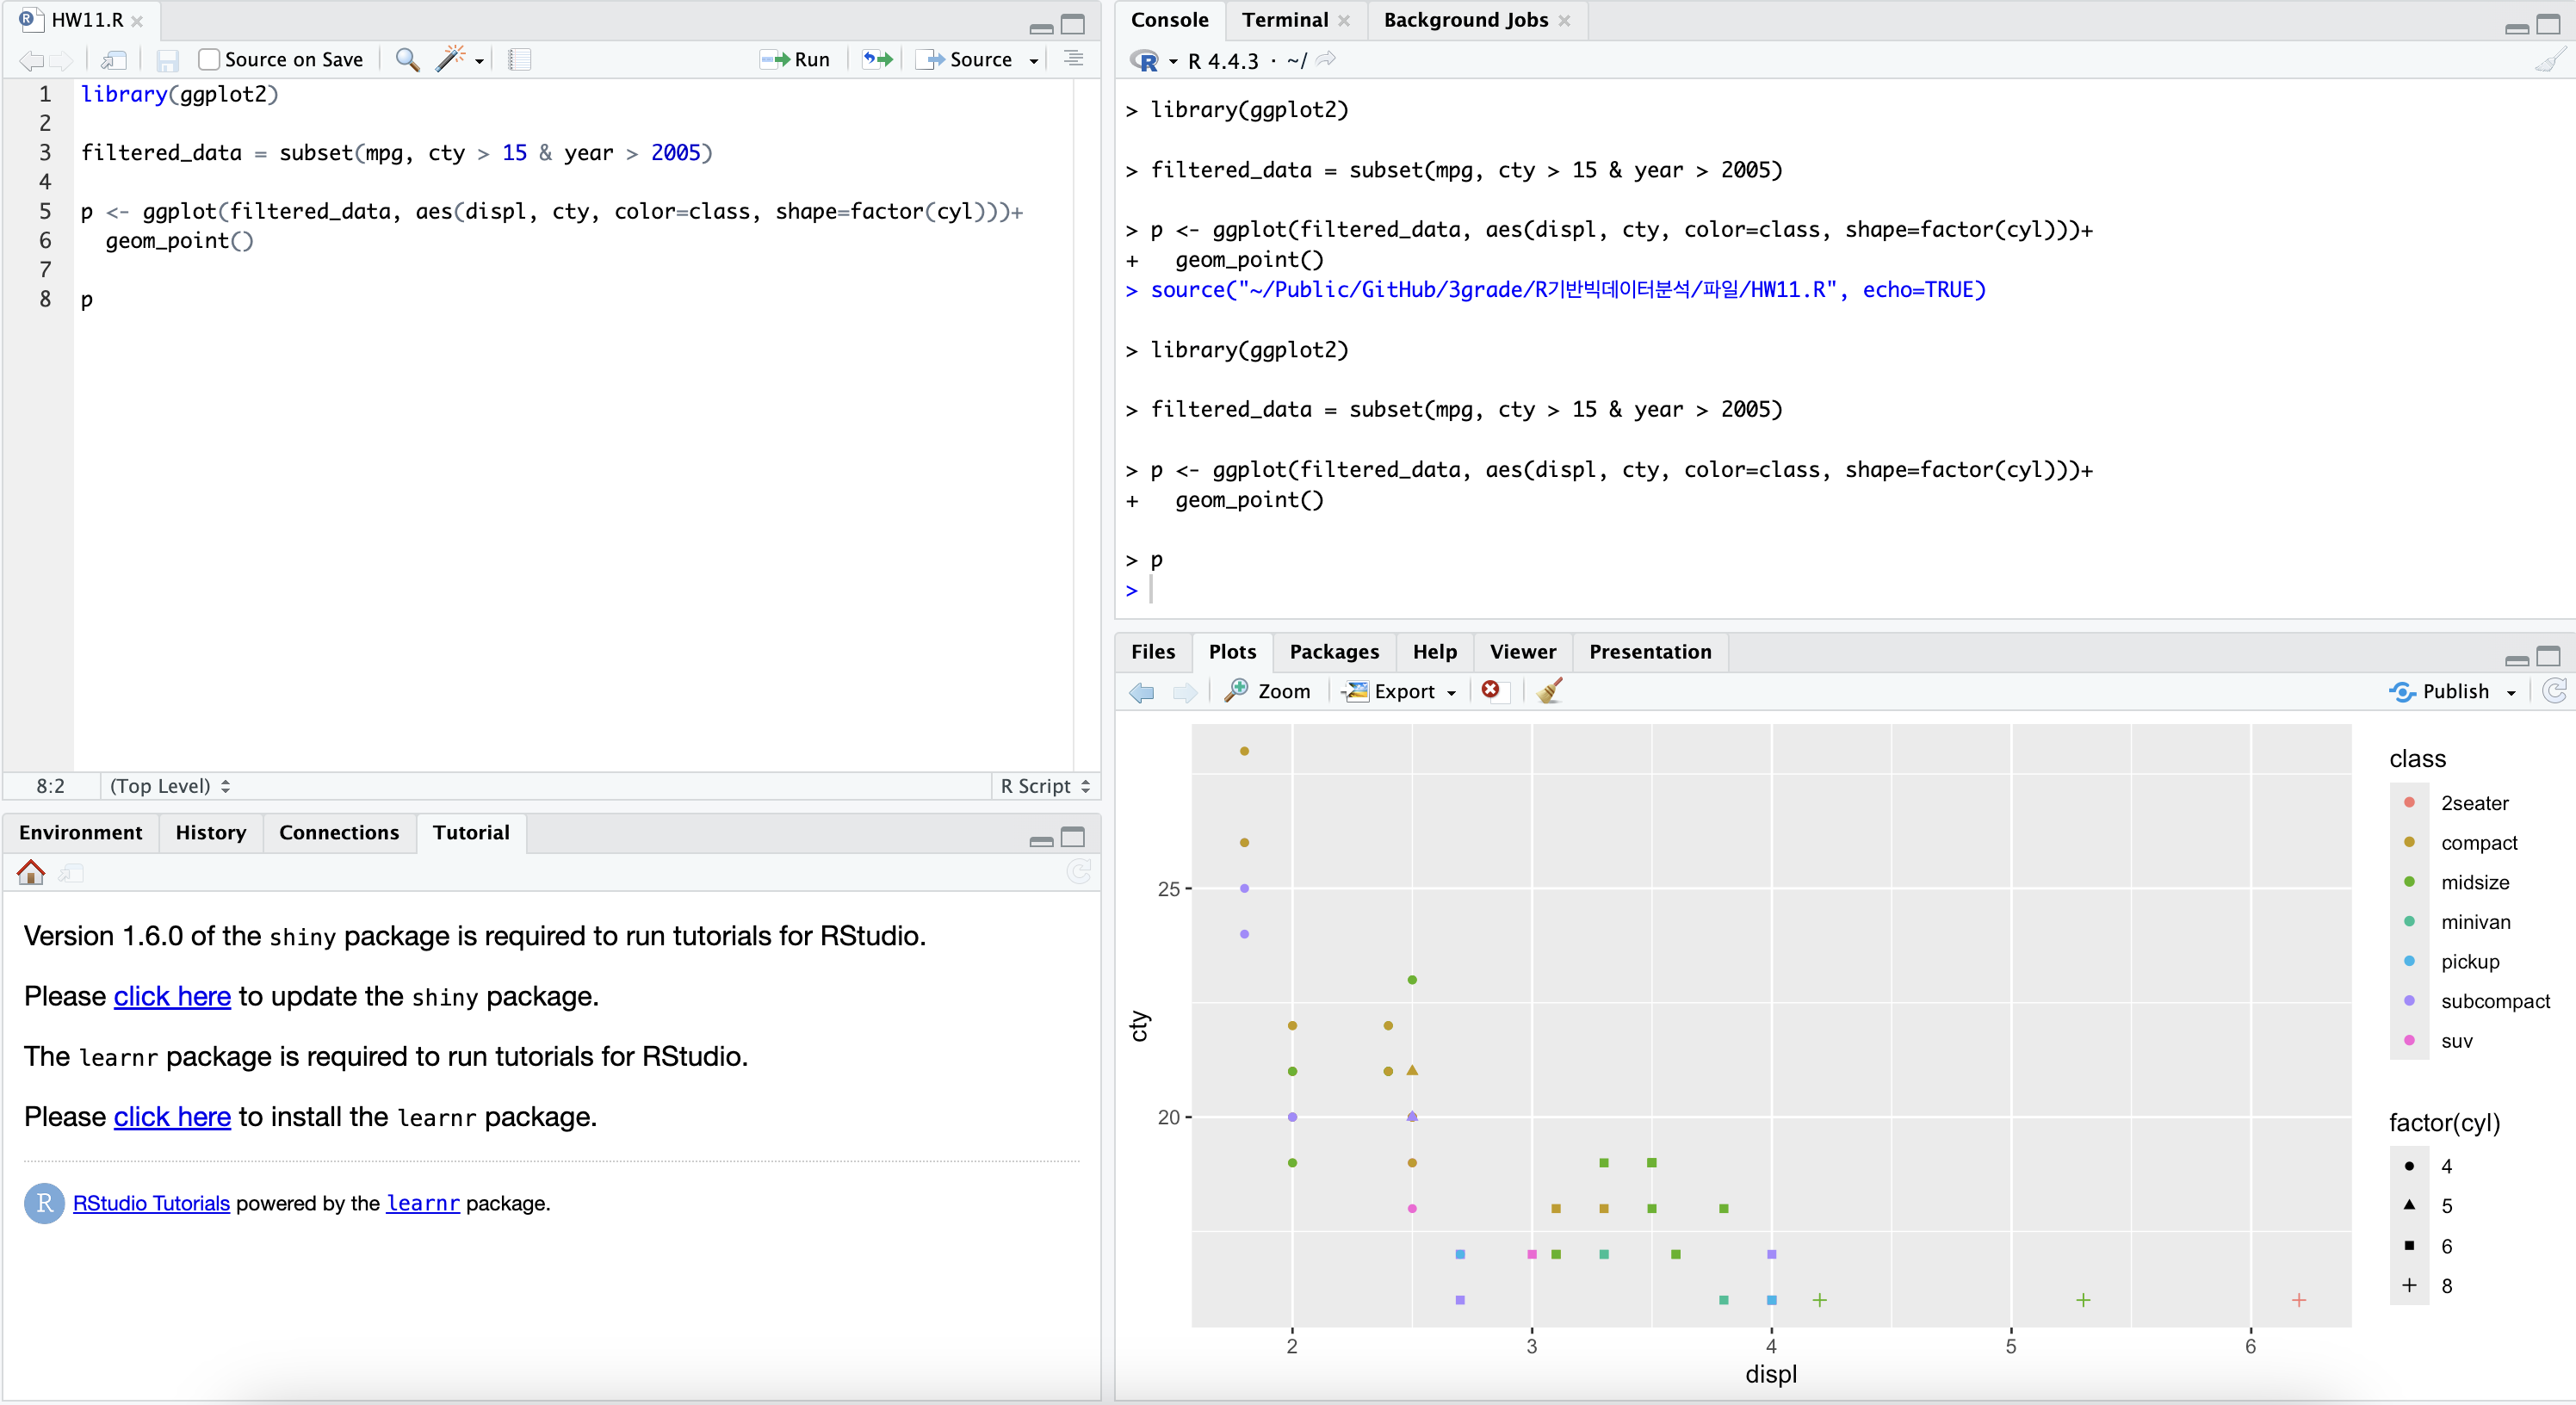 HW11.R
Source on Save
Run
Source
1 library(ggplot2)
2
3 filtered_data = subset(mpg, cty > 15 & year > 2005)
4
5 p <- ggplot(filtered_data, aes(displ, cty, color=class, shape=factor(cyl)))+
6   geom_point()
7
8 p
8:2 (Top Level) R Script
Environment History Connections Tutorial
Version 1.6.0 of the shiny package is required to run tutorials for RStudio.
Please click here to update the shiny package.
The learnr package is required to run tutorials for RStudio.
Please click here to install the learnr package.
R RStudio Tutorials powered by the learnr package.
Console Terminal Background Jobs
R R 4.4.3 · ~/
> library(ggplot2)
> filtered_data = subset(mpg, cty > 15 & year > 2005)
> p <- ggplot(filtered_data, aes(displ, cty, color=class, shape=factor(cyl)))+
+   geom_point()
> source("~/Public/GitHub/3grade/R기반빅데이터분석/파일/HW11.R", echo=TRUE)
> library(ggplot2)
> filtered_data = subset(mpg, cty > 15 & year > 2005)
> p <- ggplot(filtered_data, aes(displ, cty, color=class, shape=factor(cyl)))+
+   geom_point()
> p
>
Files Plots Packages Help Viewer Presentation
Zoom Export Publish
25
20
cty
2 3 4 5 6
displ
class
2seater
compact
midsize
minivan
pickup
subcompact
suv
factor(cyl)
4
5
6
8